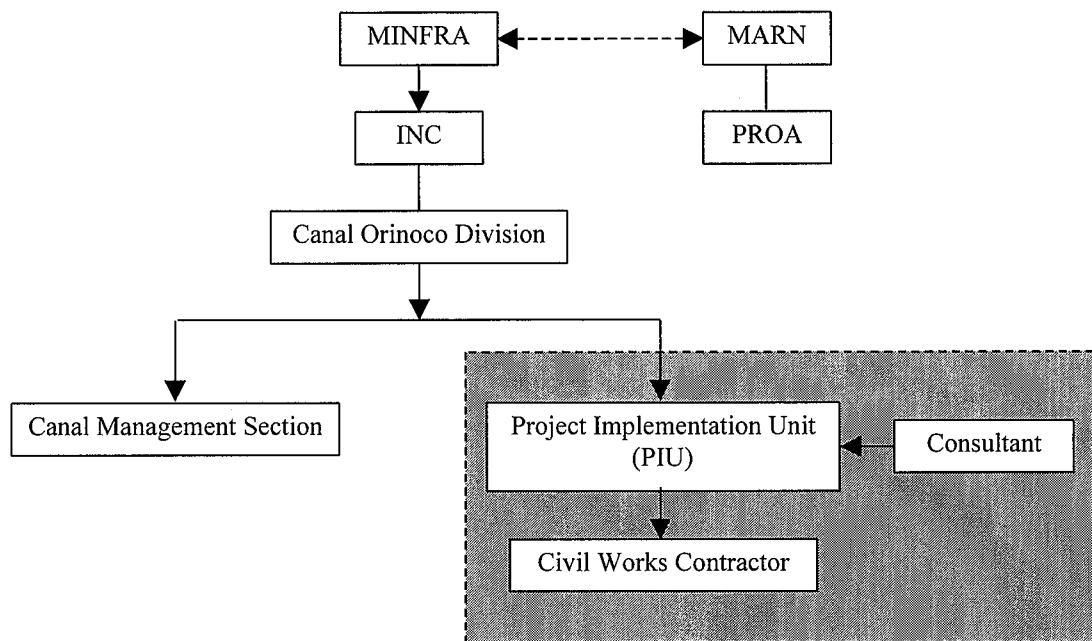 MINFRA
MARN
INC
PROA
Canal Orinoco Division
Canal Management Section
Project Implementation Unit
(PIU)
Consultant
Civil Works Contractor